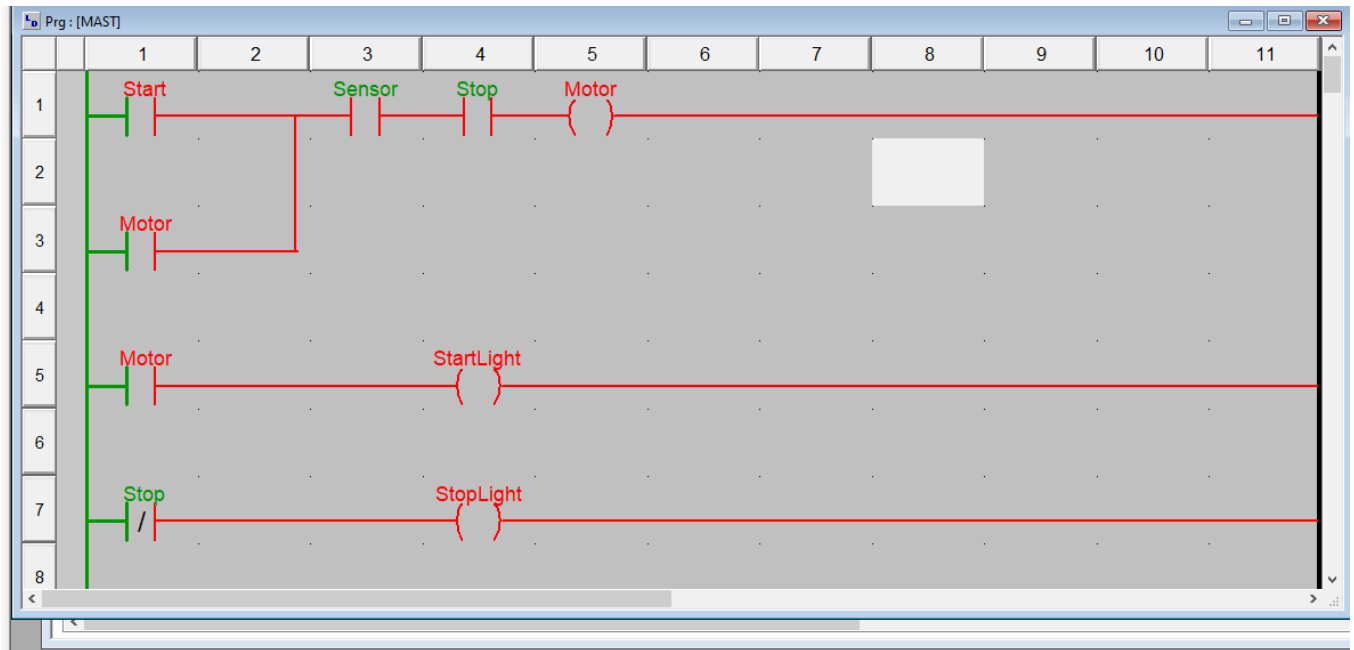 LD Prg : [MAST]
1 2 3 4 5 6 7 8 9 10 11
Start Sensor Stop Motor
1
2
Motor
3
4
Motor StartLight
5
6
Stop StopLight
7 /
8